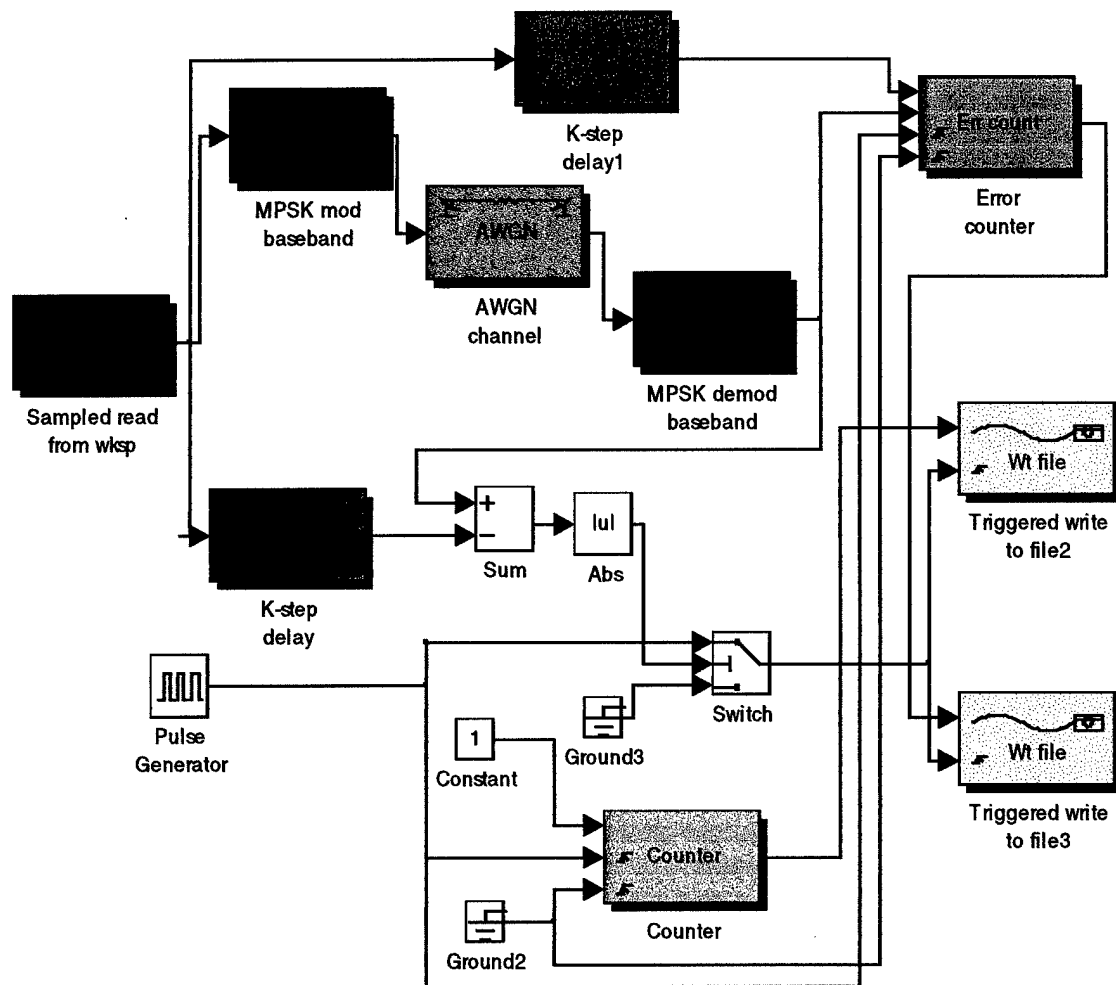 K-step
delay1
Err count
Error
counter
MPSK mod
baseband
AWGN
AWGN
channel
Sampled read
from wksp
MPSK demod
baseband
Wt file
Triggered write
to file2
+
−
Sum
|u|
Abs
K-step
delay
Pulse
Generator
Switch
Ground3
1
Constant
Wt file
Triggered write
to file3
Counter
Counter
Ground2